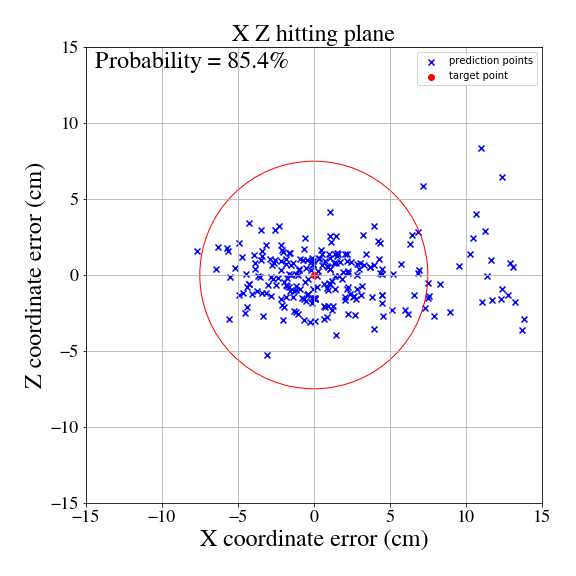 X Z hitting plane
Probability = 85.4%
prediction points
target point
15
10
5
0
−5
−10
−15
Z coordinate error (cm)
−15
−10
−5
0
5
10
15
X coordinate error (cm)